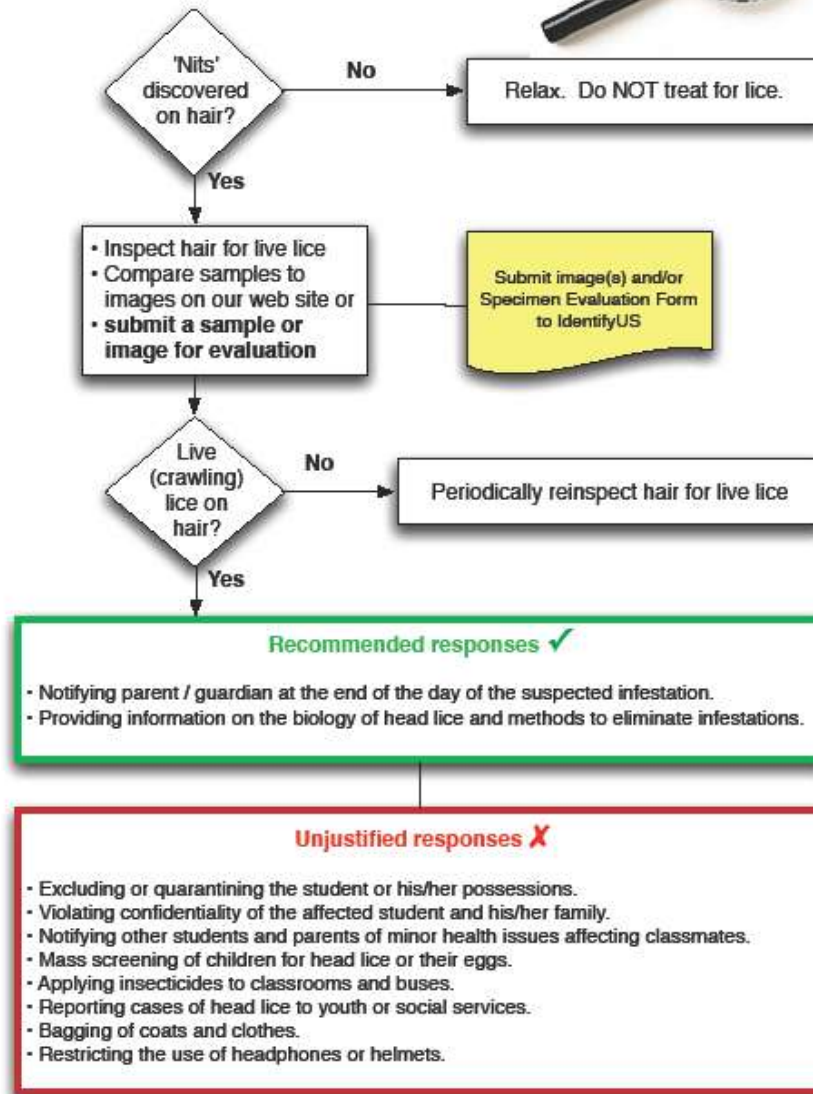 'Nits'
discovered
on hair?
No
Relax.  Do NOT treat for lice.
Yes
• Inspect hair for live lice
• Compare samples to
images on our web site or
• submit a sample or
image for evaluation
Submit image(s) and/or
Specimen Evaluation Form
to IdentifyUS
Live
(crawling)
lice on
hair?
No
Periodically reinspect hair for live lice
Yes
Recommended responses ✓
• Notifying parent / guardian at the end of the day of the suspected infestation.
• Providing information on the biology of head lice and methods to eliminate infestations.
Unjustified responses ✗
• Excluding or quarantining the student or his/her possessions.
• Violating confidentiality of the affected student and his/her family.
• Notifying other students and parents of minor health issues affecting classmates.
• Mass screening of children for head lice or their eggs.
• Applying insecticides to classrooms and buses.
• Reporting cases of head lice to youth or social services.
• Bagging of coats and clothes.
• Restricting the use of headphones or helmets.